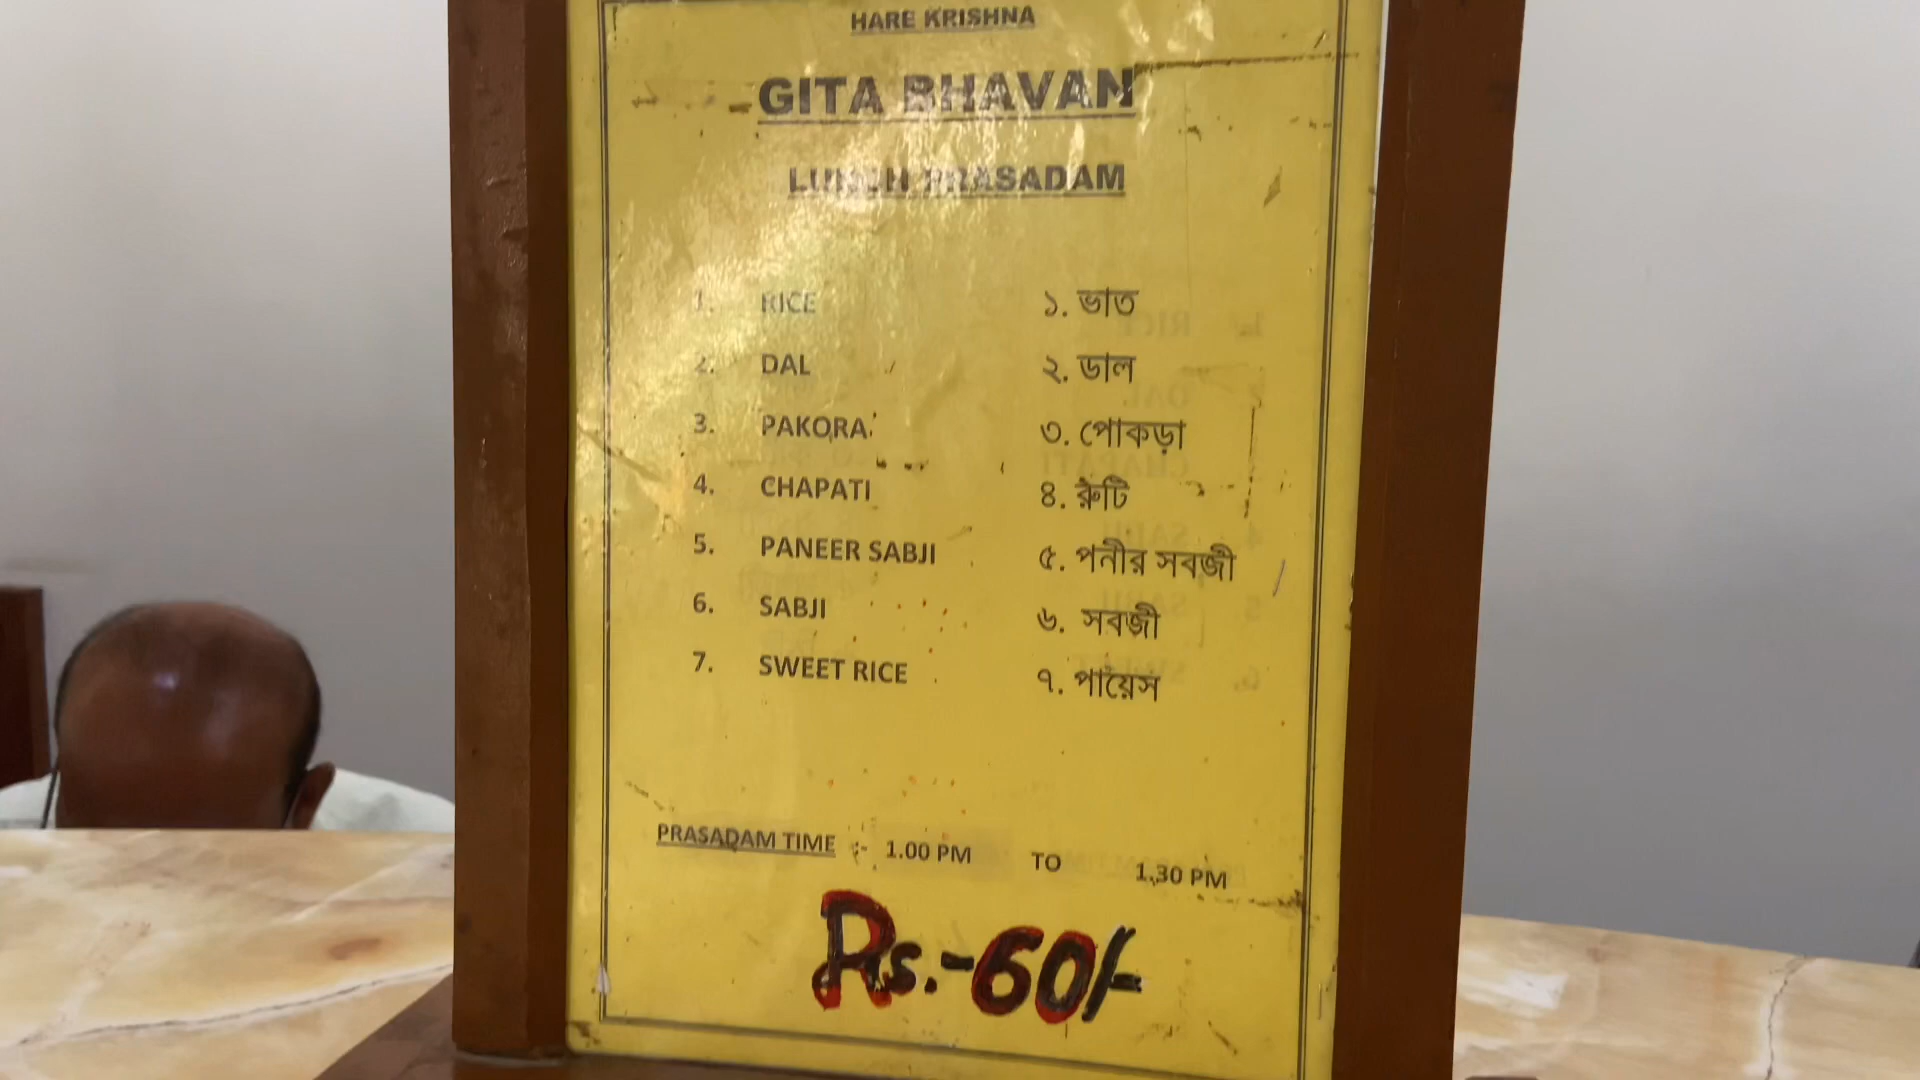 HARE KRISHNA
GITA BHAVAN
LUNCH PRASADAM
1. RICE ১. ভাত
2. DAL ২. ডাল
3. PAKORA ৩. পোকড়া
4. CHAPATI ৪. রুটি
5. PANEER SABJI ৫. পনীর সবজী
6. SABJI ৬. সবজী
7. SWEET RICE ৭. পায়েস
PRASADAM TIME :- 1.00 PM TO 1.30 PM
Rs.-60/-